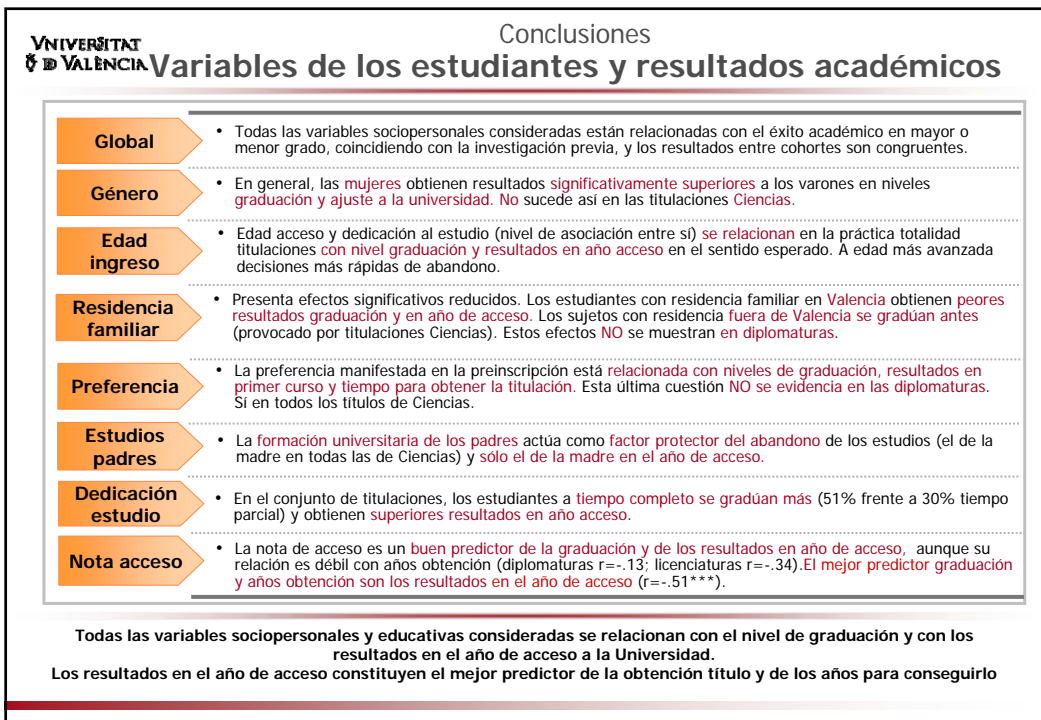 Conclusiones
VNIVERSITAT
Ǿ ID VALÈNCIA
Variables de los estudiantes y resultados académicos
Global
• Todas las variables sociopersonales consideradas están relacionadas con el éxito académico en mayor o
menor grado, coincidiendo con la investigación previa, y los resultados entre cohortes son congruentes.
Género
• En general, las mujeres obtienen resultados significativamente superiores a los varones en niveles
graduación y ajuste a la universidad. No sucede así en las titulaciones Ciencias.
Edad
ingreso
• Edad acceso y dedicación al estudio (nivel de asociación entre sí) se relacionan en la práctica totalidad
titulaciones con nivel graduación y resultados en año acceso en el sentido esperado. A edad más avanzada
decisiones más rápidas de abandono.
Residencia
familiar
• Presenta efectos significativos reducidos. Los estudiantes con residencia familiar en Valencia obtienen peores
resultados graduación y en año de acceso. Los sujetos con residencia fuera de Valencia se gradúan antes
(provocado por titulaciones Ciencias). Estos efectos NO se muestran en diplomaturas.
Preferencia
• La preferencia manifestada en la preinscripción está relacionada con niveles de graduación, resultados en
primer curso y tiempo para obtener la titulación. Esta última cuestión NO se evidencia en las diplomaturas.
Sí en todos los títulos de Ciencias.
Estudios
padres
• La formación universitaria de los padres actúa como factor protector del abandono de los estudios (el de la
madre en todas las de Ciencias) y sólo el de la madre en el año de acceso.
Dedicación
estudio
• En el conjunto de titulaciones, los estudiantes a tiempo completo se gradúan más (51% frente a 30% tiempo
parcial) y obtienen superiores resultados en año acceso.
Nota acceso
• La nota de acceso es un buen predictor de la graduación y de los resultados en año de acceso, aunque su
relación es débil con años obtención (diplomaturas r=-.13; licenciaturas r=-.34).El mejor predictor graduación
y años obtención son los resultados en el año de acceso (r=-.51***).
Todas las variables sociopersonales y educativas consideradas se relacionan con el nivel de graduación y con los
resultados en el año de acceso a la Universidad.
Los resultados en el año de acceso constituyen el mejor predictor de la obtención título y de los años para conseguirlo